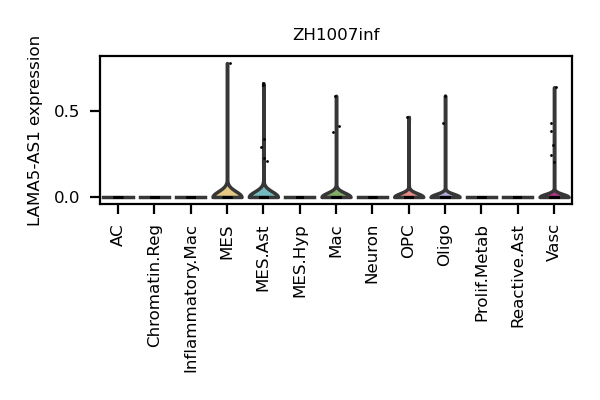 ZH1007inf
LAMA5-AS1 expression
0.5
0.0
AC
Chromatin.Reg
Inflammatory.Mac
MES
MES.Ast
MES.Hyp
Mac
Neuron
OPC
Oligo
Prolif.Metab
Reactive.Ast
Vasc